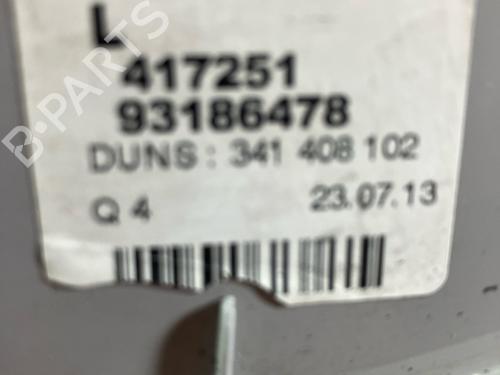 L
417251
93186478
DUNS : 341 408 102
Q 4 23.07.13
B-PARTS